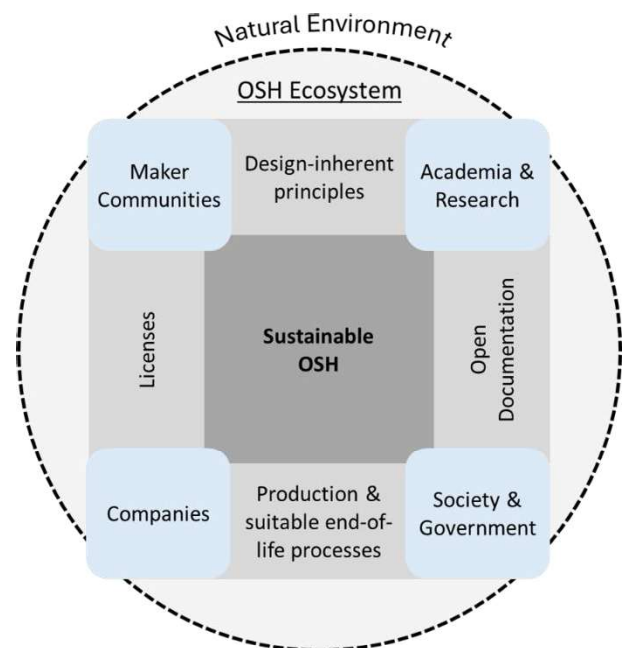 Natural Environment
OSH Ecosystem
Maker
Communities
Design-inherent
principles
Academia &
Research
Licenses
Sustainable
OSH
Open
Documentation
Companies
Production &
suitable end-of-
life processes
Society &
Government